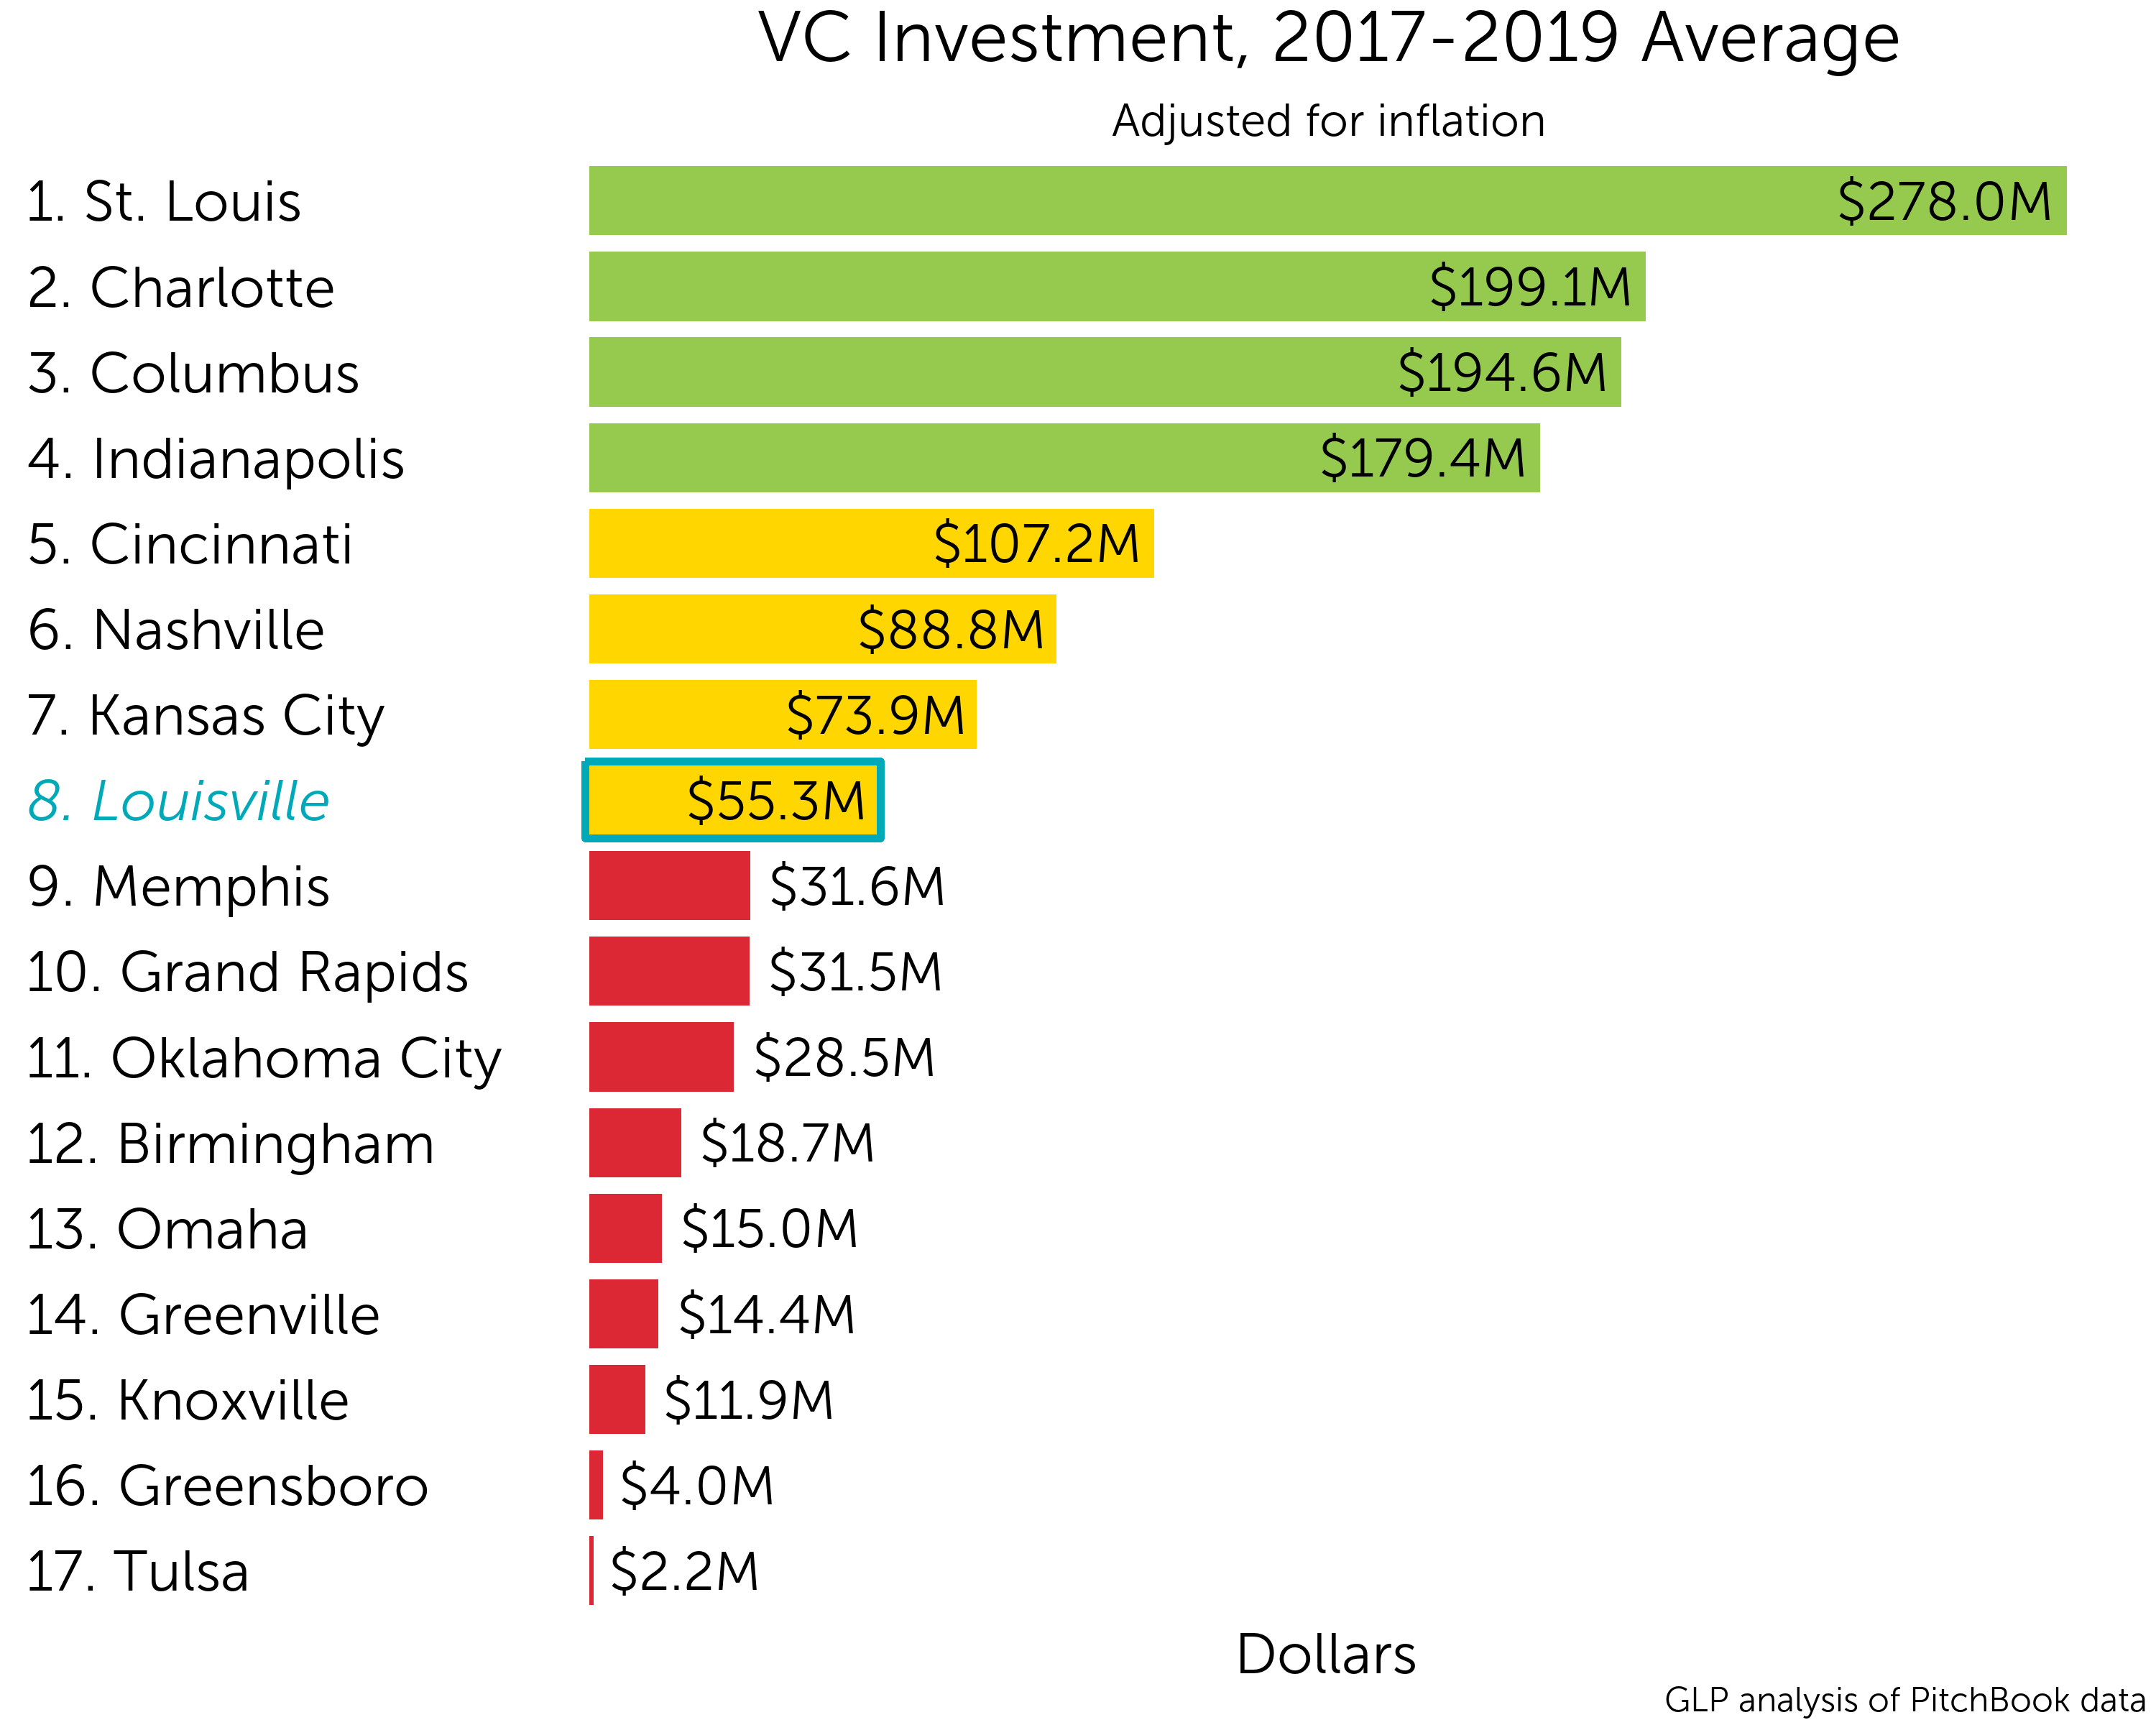 VC Investment, 2017-2019 Average
Adjusted for inflation
1. St. Louis $278.0M
2. Charlotte $199.1M
3. Columbus $194.6M
4. Indianapolis $179.4M
5. Cincinnati $107.2M
6. Nashville $88.8M
7. Kansas City $73.9M
8. Louisville $55.3M
9. Memphis $31.6M
10. Grand Rapids $31.5M
11. Oklahoma City $28.5M
12. Birmingham $18.7M
13. Omaha $15.0M
14. Greenville $14.4M
15. Knoxville $11.9M
16. Greensboro $4.0M
17. Tulsa $2.2M
Dollars
GLP analysis of PitchBook data